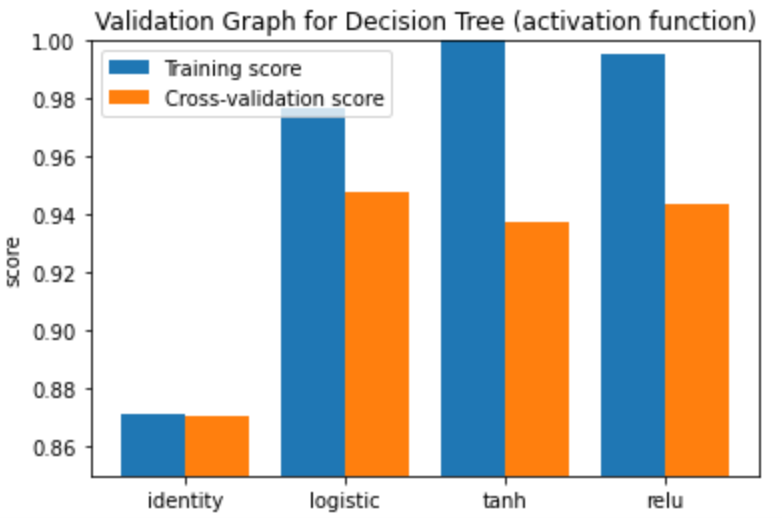 Validation Graph for Decision Tree (activation function)
1.00
Training score
0.98
Cross-validation score
0.96
0.94
score
0.92
0.90
0.88
0.86
identity logistic tanh relu